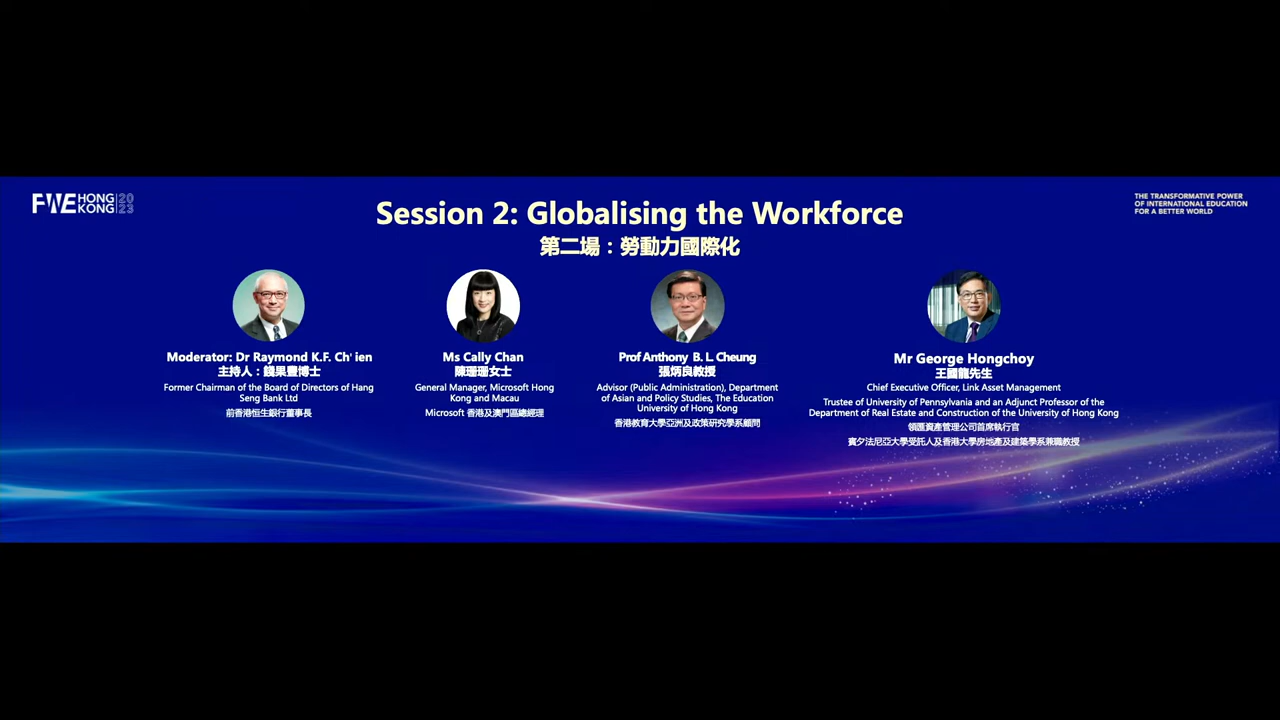 FWE HONG KONG 2023
THE TRANSFORMATIVE POWER
OF INTERNATIONAL EDUCATION
FOR A BETTER WORLD
Session 2: Globalising the Workforce
第二場：勞動力國際化
Moderator: Dr Raymond K.F. Ch' ien
主持人：錢果豐博士
Former Chairman of the Board of Directors of Hang
Seng Bank Ltd
前香港恒生銀行董事長
Ms Cally Chan
陳珊珊女士
General Manager, Microsoft Hong
Kong and Macau
Microsoft 香港及澳門區總經理
Prof Anthony B. L. Cheung
張炳良教授
Advisor (Public Administration), Department
of Asian and Policy Studies, The Education
University of Hong Kong
香港教育大學亞洲及政策研究學系顧問
Mr George Hongchoy
王國龍先生
Chief Executive Officer, Link Asset Management
Trustee of University of Pennsylvania and an Adjunct Professor of the
Department of Real Estate and Construction of the University of Hong Kong
領匯資產管理公司首席執行官
賓夕法尼亞大學受託人及香港大學房地產及建築學系兼職教授